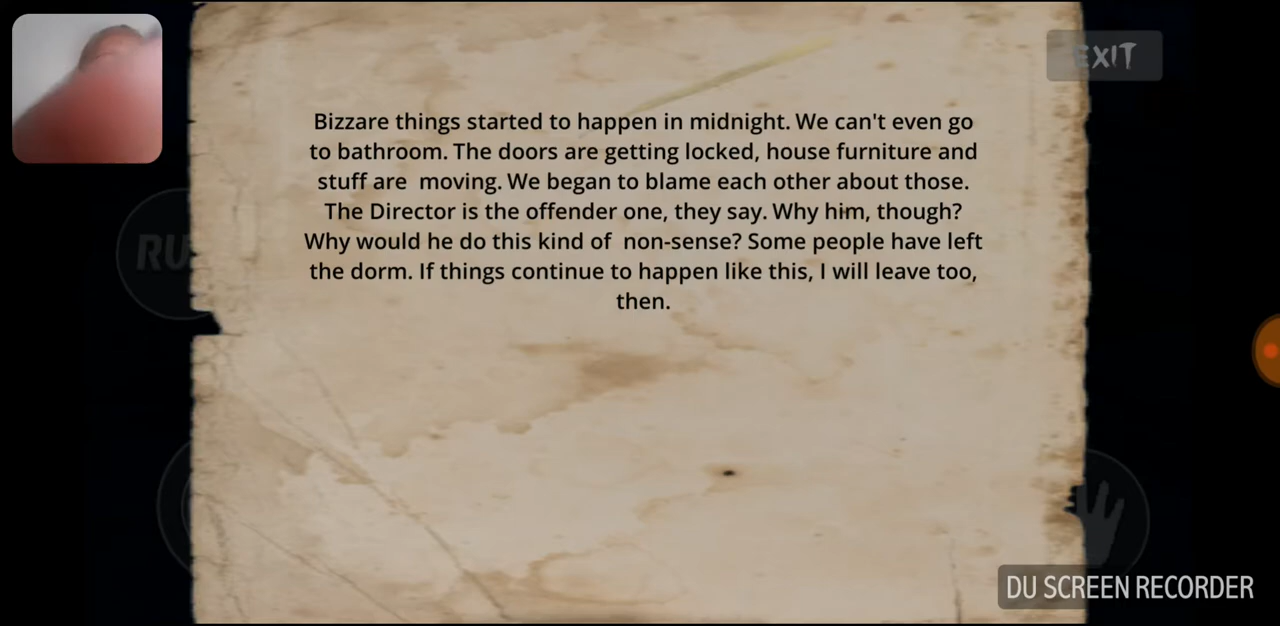 EXIT
Bizzare things started to happen in midnight. We can't even go
to bathroom. The doors are getting locked, house furniture and
stuff are  moving. We began to blame each other about those.
The Director is the offender one, they say. Why him, though?
Why would he do this kind of  non-sense? Some people have left
the dorm. If things continue to happen like this, I will leave too,
then.
RU
DU SCREEN RECORDER